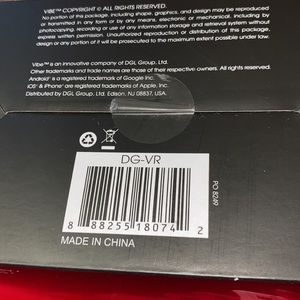 VIBE™ COPYRIGHT © ALL RIGHTS RESERVED.
No portion of this package, including shape, graphics, and design may be reproduced
or transmitted in any form or by any means, electronic or mechanical, including by
photocopying, recording or use of any information storage and retrieval system without
express written permission. Unauthorized reproduction or distribution of this package,
design or any portion of it will be prosecuted to the maximum extent possible under law.
Vibe™ is an innovative company of DGL Group, Ltd.
Other trademarks and trade names are those of their respective owners. All rights reserved.
Android® is a registered trademark of Google Inc.
iOS® & iPhone® are registered trademarks of Apple, Inc.
Distributed by DGL Group, Ltd. Edison, NJ 08837, USA.
DG-VR
8 88255 18074 2
PO 8249
MADE IN CHINA